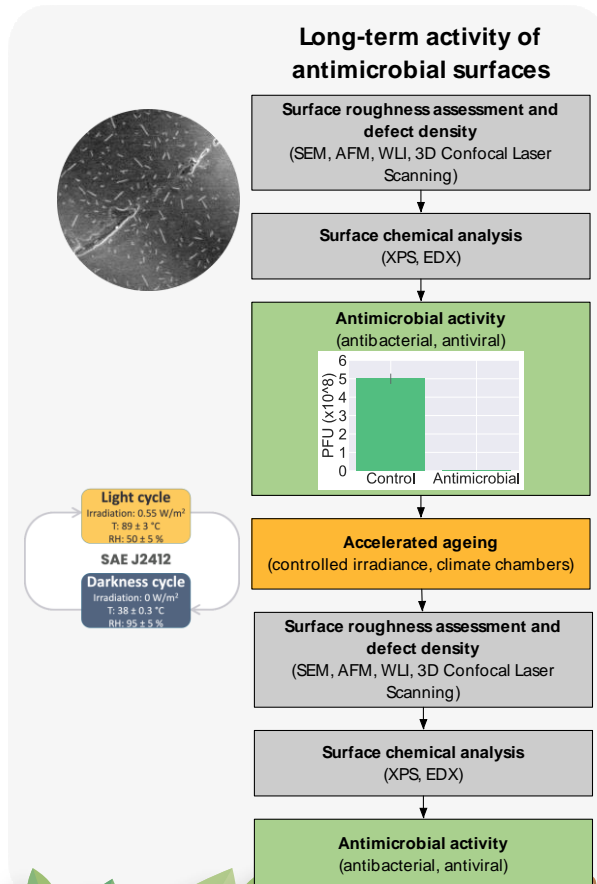 Long-term activity of
antimicrobial surfaces
Surface roughness assessment and
defect density
(SEM, AFM, WLI, 3D Confocal Laser
Scanning)
Surface chemical analysis
(XPS, EDX)
Antimicrobial activity
(antibacterial, antiviral)
PFU (x10^8)
6
5
4
3
2
1
0
Control Antimicrobial
Light cycle
Irradiation: 0.55 W/m²
T: 89 ± 3 °C
RH: 50 ± 5 %
SAE J2412
Darkness cycle
Irradiation: 0 W/m²
T: 38 ± 0.3 °C
RH: 95 ± 5 %
Accelerated ageing
(controlled irradiance, climate chambers)
Surface roughness assessment and
defect density
(SEM, AFM, WLI, 3D Confocal Laser
Scanning)
Surface chemical analysis
(XPS, EDX)
Antimicrobial activity
(antibacterial, antiviral)